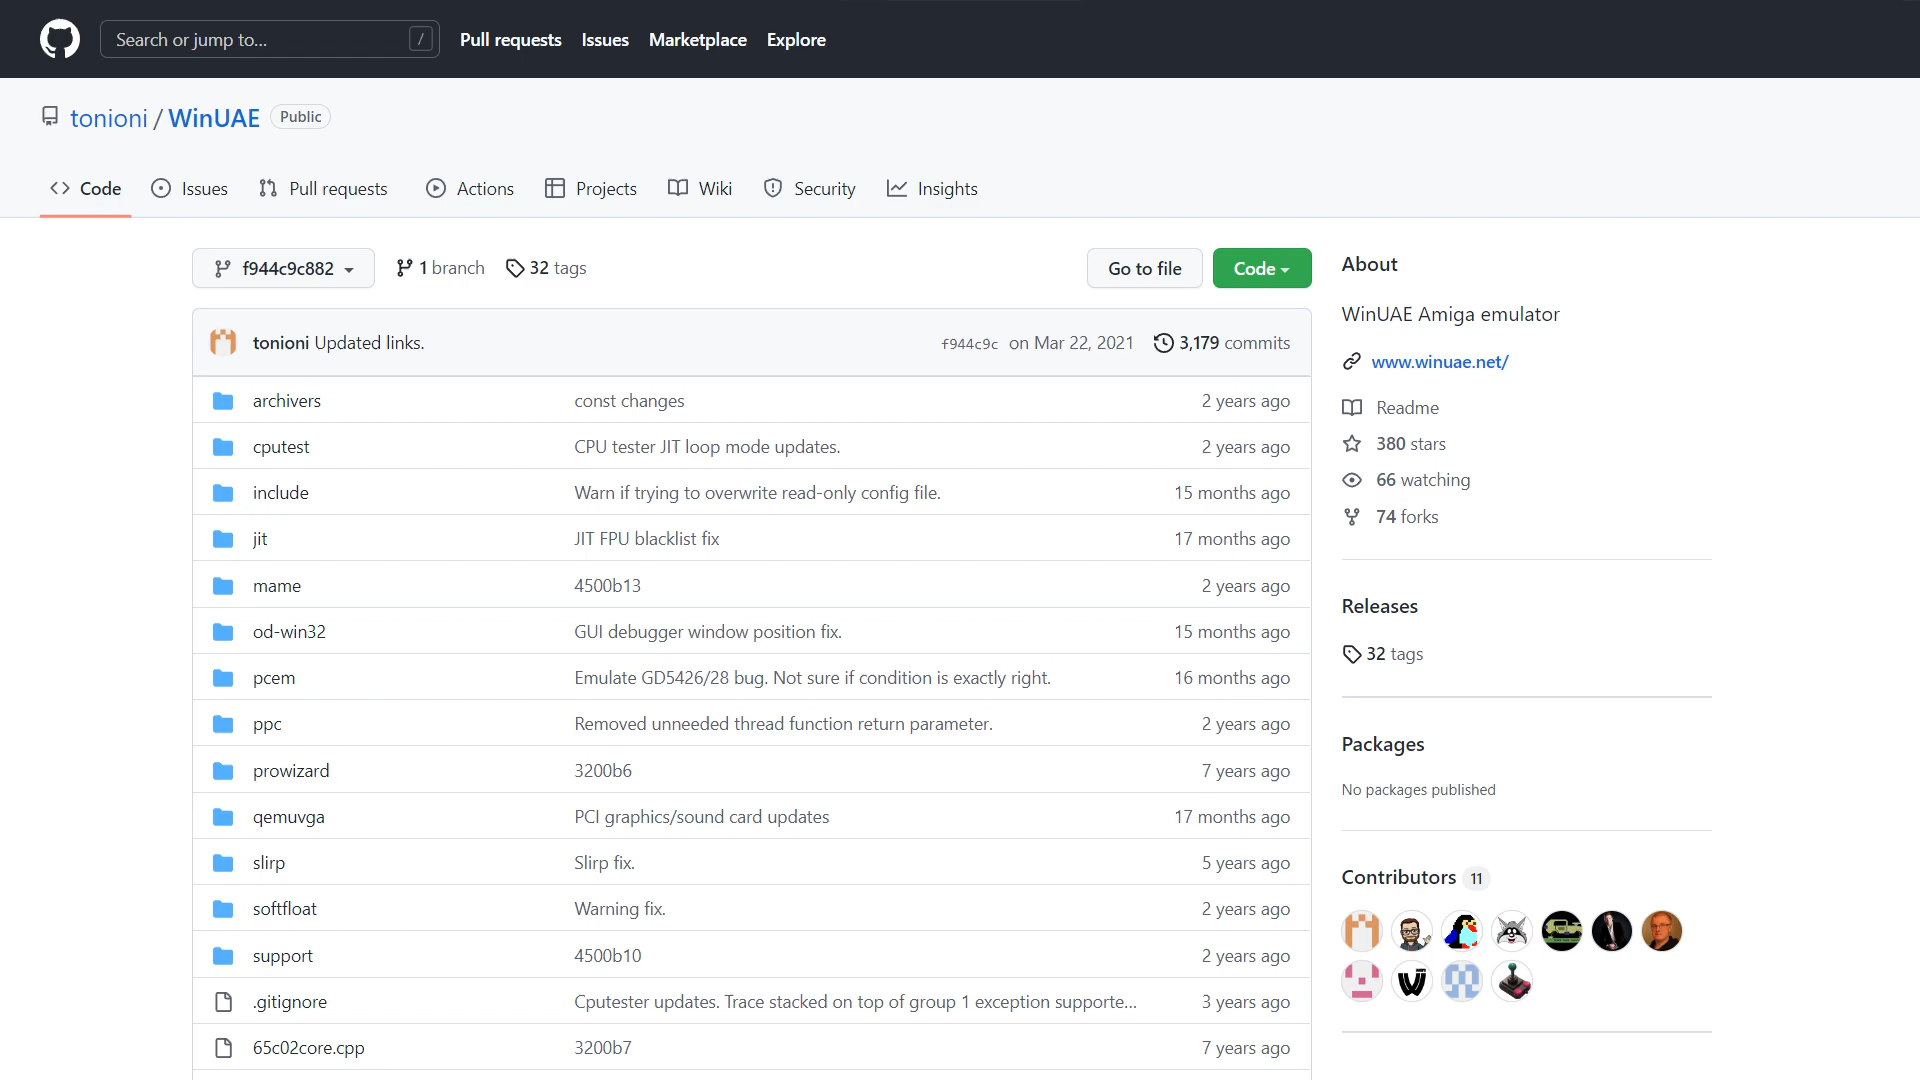 Search or jump to... /
Pull requests Issues Marketplace Explore
tonioni / WinUAE Public
Code Issues Pull requests Actions Projects Wiki Security Insights
f944c9c882 1 branch 32 tags Go to file Code
tonioni Updated links. f944c9c on Mar 22, 2021 3,179 commits
archivers const changes 2 years ago
cputest CPU tester JIT loop mode updates. 2 years ago
include Warn if trying to overwrite read-only config file. 15 months ago
jit JIT FPU blacklist fix 17 months ago
mame 4500b13 2 years ago
od-win32 GUI debugger window position fix. 15 months ago
pcem Emulate GD5426/28 bug. Not sure if condition is exactly right. 16 months ago
ppc Removed unneeded thread function return parameter. 2 years ago
prowizard 3200b6 7 years ago
qemuvga PCI graphics/sound card updates 17 months ago
slirp Slirp fix. 5 years ago
softfloat Warning fix. 2 years ago
support 4500b10 2 years ago
.gitignore Cputester updates. Trace stacked on top of group 1 exception supporte... 3 years ago
65c02core.cpp 3200b7 7 years ago
About
WinUAE Amiga emulator
www.winuae.net/
Readme
380 stars
66 watching
74 forks
Releases
32 tags
Packages
No packages published
Contributors 11